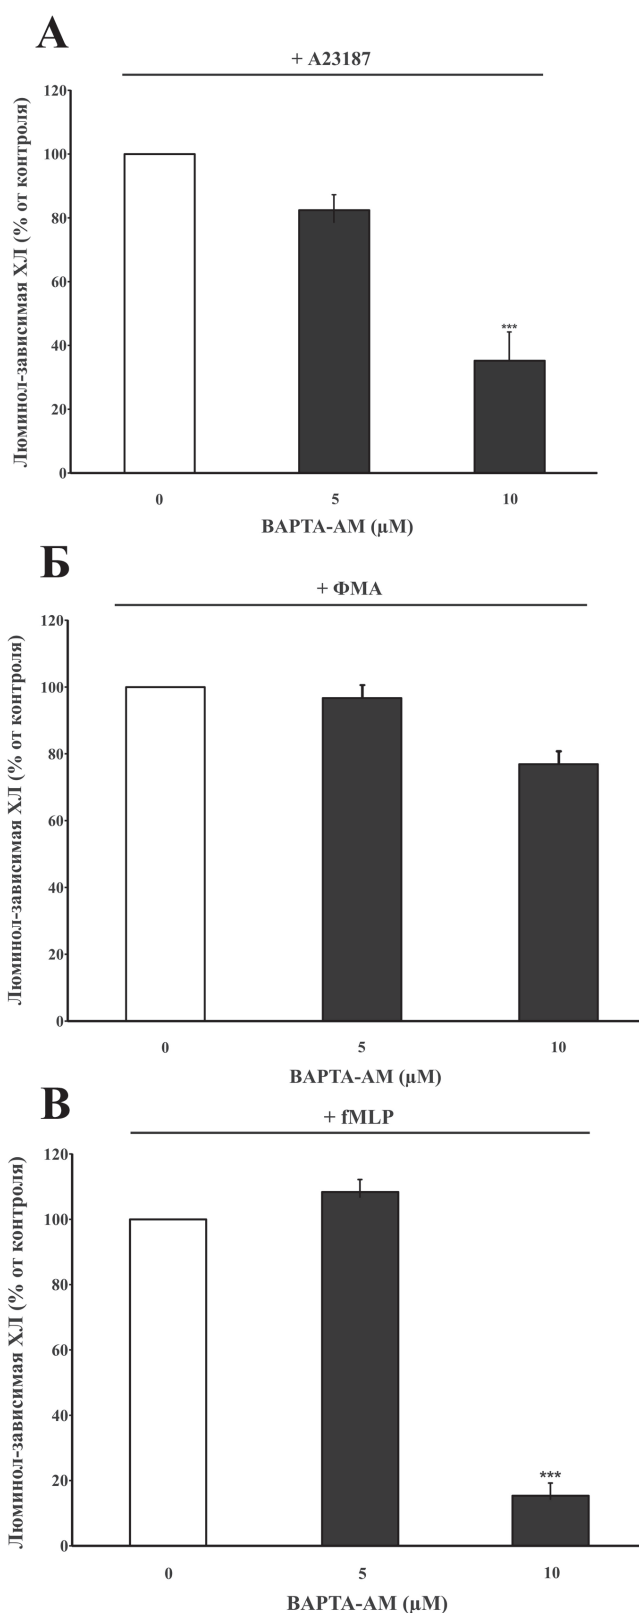 А
+ A23187
Люминол-зависимая ХЛ (% от контроля)
120
100
80
60
40
20
0
***
0 5 10
BAPTA-AM (µM)
Б
+ ФМА
Люминол-зависимая ХЛ (% от контроля)
120
100
80
60
40
20
0
0 5 10
BAPTA-AM (µM)
В
+ fMLP
Люминол-зависимая ХЛ (% от контроля)
120
100
80
60
40
20
0
***
0 5 10
BAPTA-AM (µM)